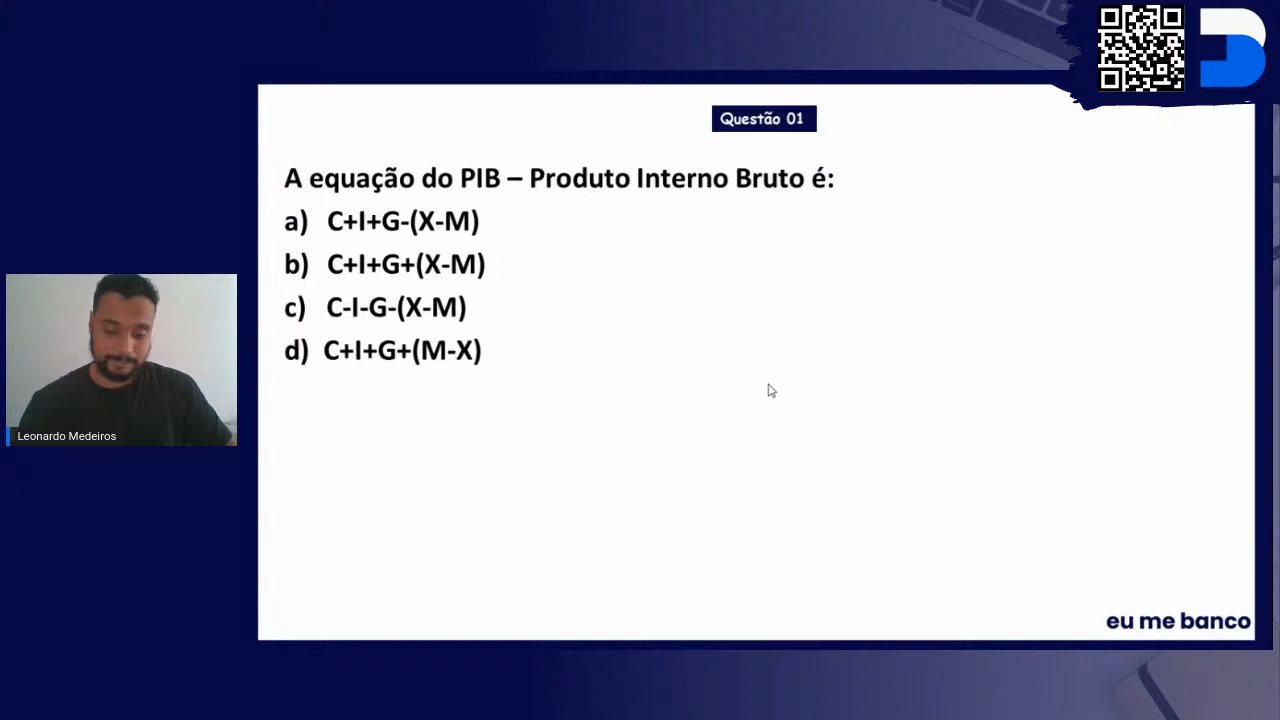 Questão 01
A equação do PIB – Produto Interno Bruto é:
a) C+I+G-(X-M)
b) C+I+G+(X-M)
c) C-I-G-(X-M)
d) C+I+G+(M-X)
Leonardo Medeiros
eu me banco